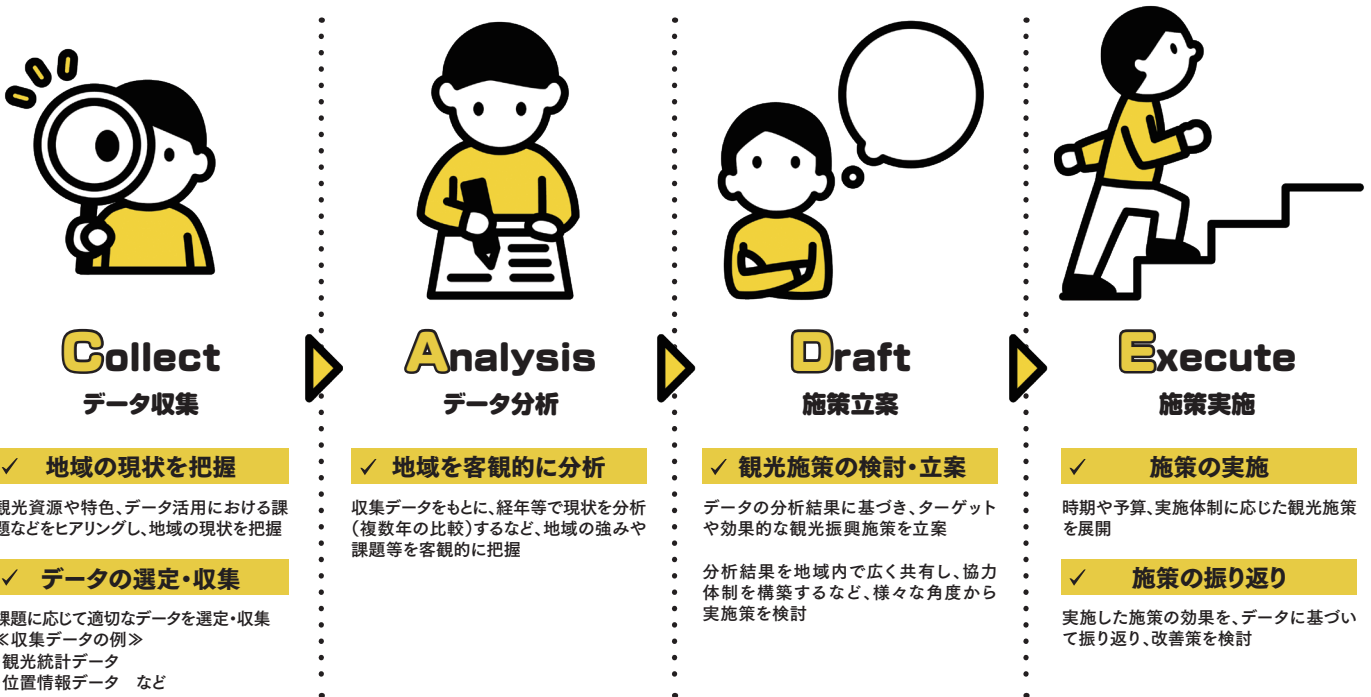 Collect
データ収集
✓ 地域の現状を把握
観光資源や特色、データ活用における課
題などをヒアリングし、地域の現状を把握
✓ データの選定・収集
課題に応じて適切なデータを選定・収集
≪収集データの例≫
観光統計データ
位置情報データ など
Analysis
データ分析
✓ 地域を客観的に分析
収集データをもとに、経年等で現状を分析
(複数年の比較)するなど、地域の強みや
課題等を客観的に把握
Draft
施策立案
✓ 観光施策の検討・立案
データの分析結果に基づき、ターゲット
や効果的な観光振興施策を立案
分析結果を地域内で広く共有し、協力
体制を構築するなど、様々な角度から
実施策を検討
Execute
施策実施
✓ 施策の実施
時期や予算、実施体制に応じた観光施策
を展開
✓ 施策の振り返り
実施した施策の効果を、データに基づい
て振り返り、改善策を検討